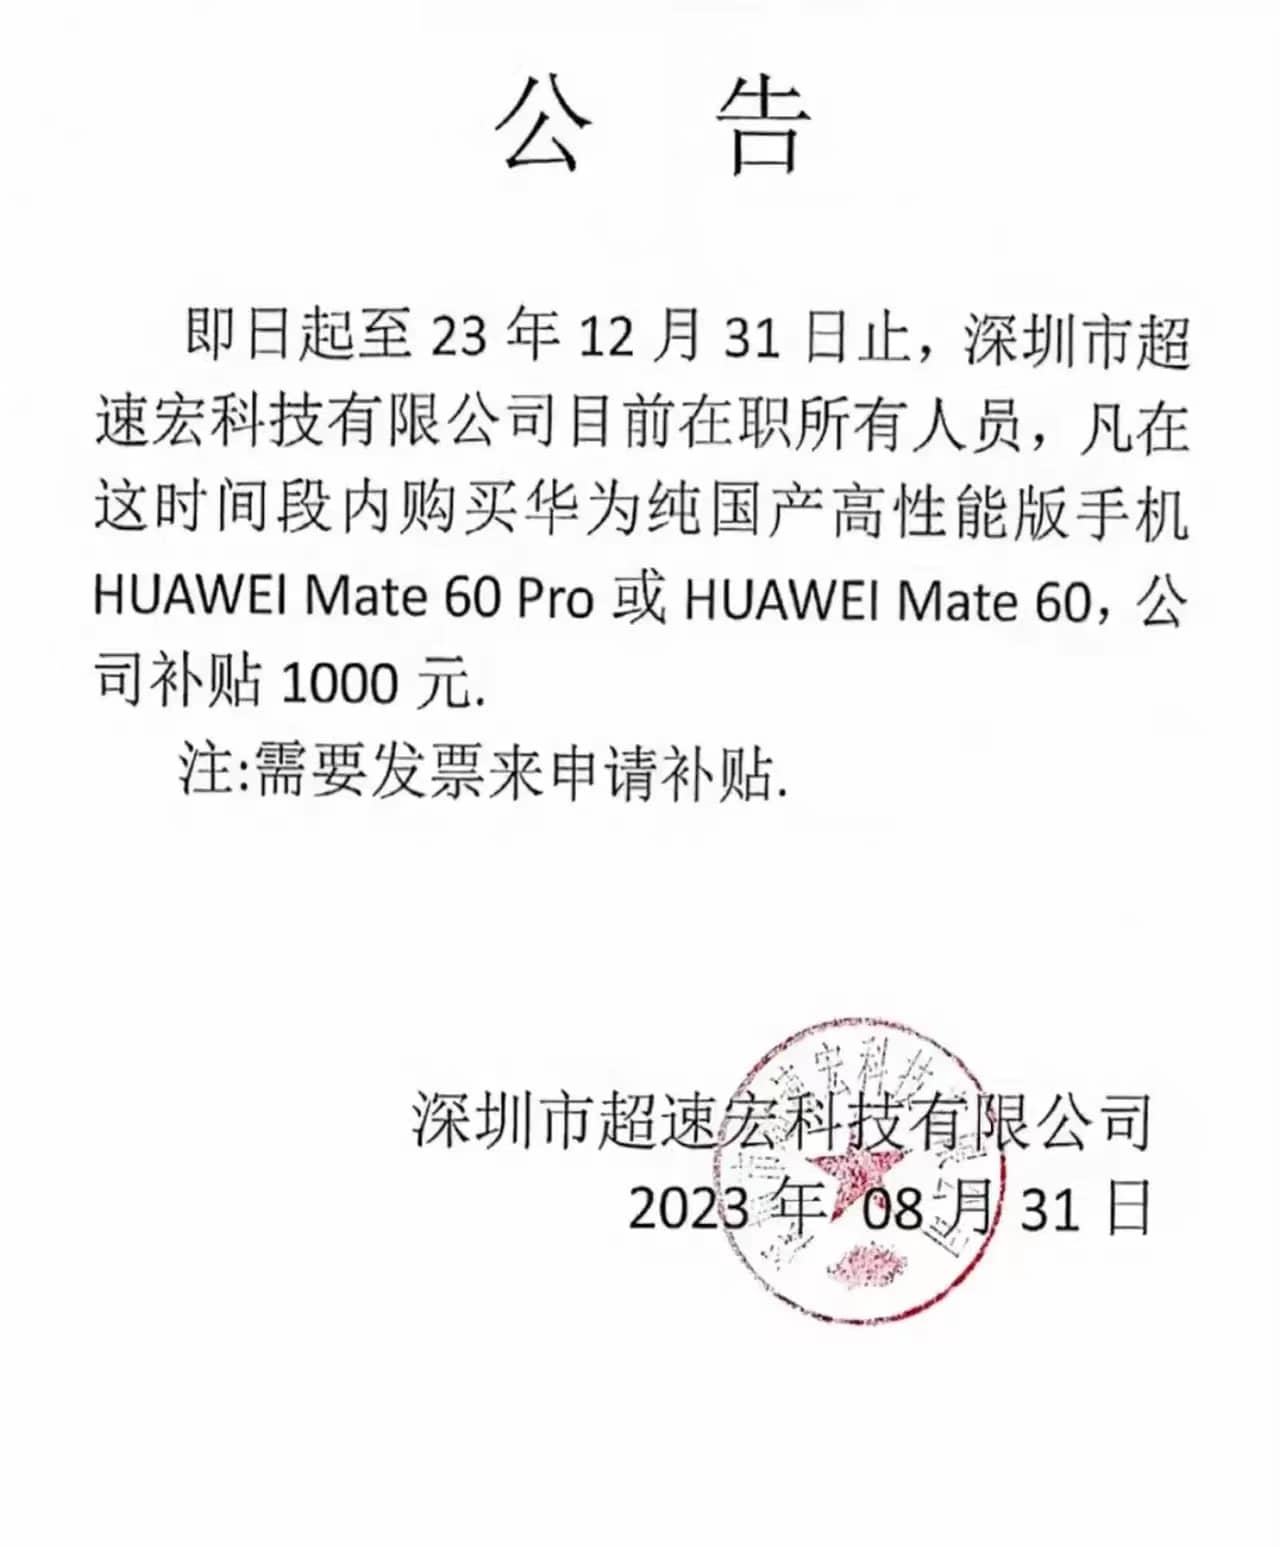 公 告
即日起至 23 年 12 月 31 日止，深圳市超
速宏科技有限公司目前在职所有人员，凡在
这时间段内购买华为纯国产高性能版手机
HUAWEI Mate 60 Pro 或 HUAWEI Mate 60，公
司补贴 1000 元.
注:需要发票来申请补贴.
深圳市超速宏科技有限公司
2023 年 08 月 31 日
宏科技